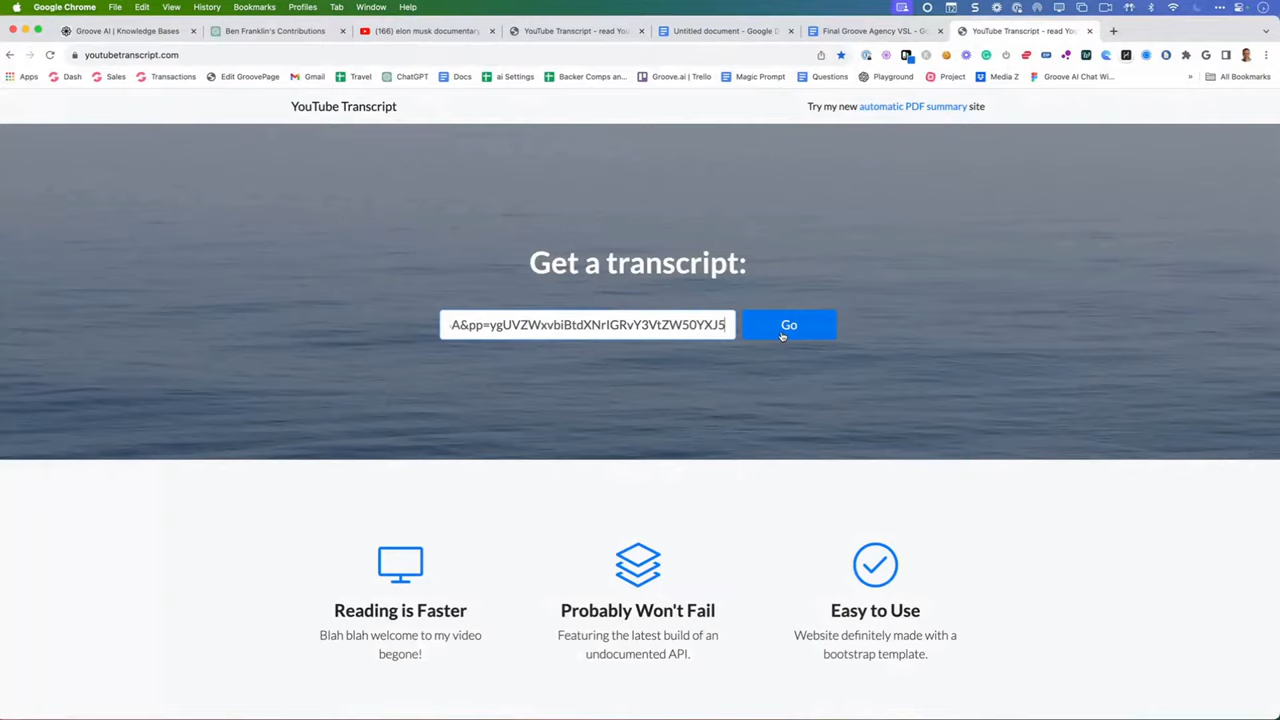 Google Chrome File Edit View History Bookmarks Profiles Tab Window Help
Groove AI | Knowledge Bases
Ben Franklin's Contributions
(166) elon musk documentary
YouTube Transcript - read You
Untitled document - Google D
Final Groove Agency VSL - Go
YouTube Transcript - read You
youtubetranscript.com
Apps Dash Sales Transactions Edit GroovePage Gmail Travel ChatGPT Docs ai Settings Backer Comps an... Groove.ai | Trello Magic Prompt Questions Playground Project Media Z Groove AI Chat Wi... » All Bookmarks
YouTube Transcript
Try my new automatic PDF summary site
Get a transcript:
A&pp=ygUVZWxvbiBtdXNrIGRvY3VtZW50YXJ5
Go
Reading is Faster
Blah blah welcome to my video
begone!
Probably Won't Fail
Featuring the latest build of an
undocumented API.
Easy to Use
Website definitely made with a
bootstrap template.